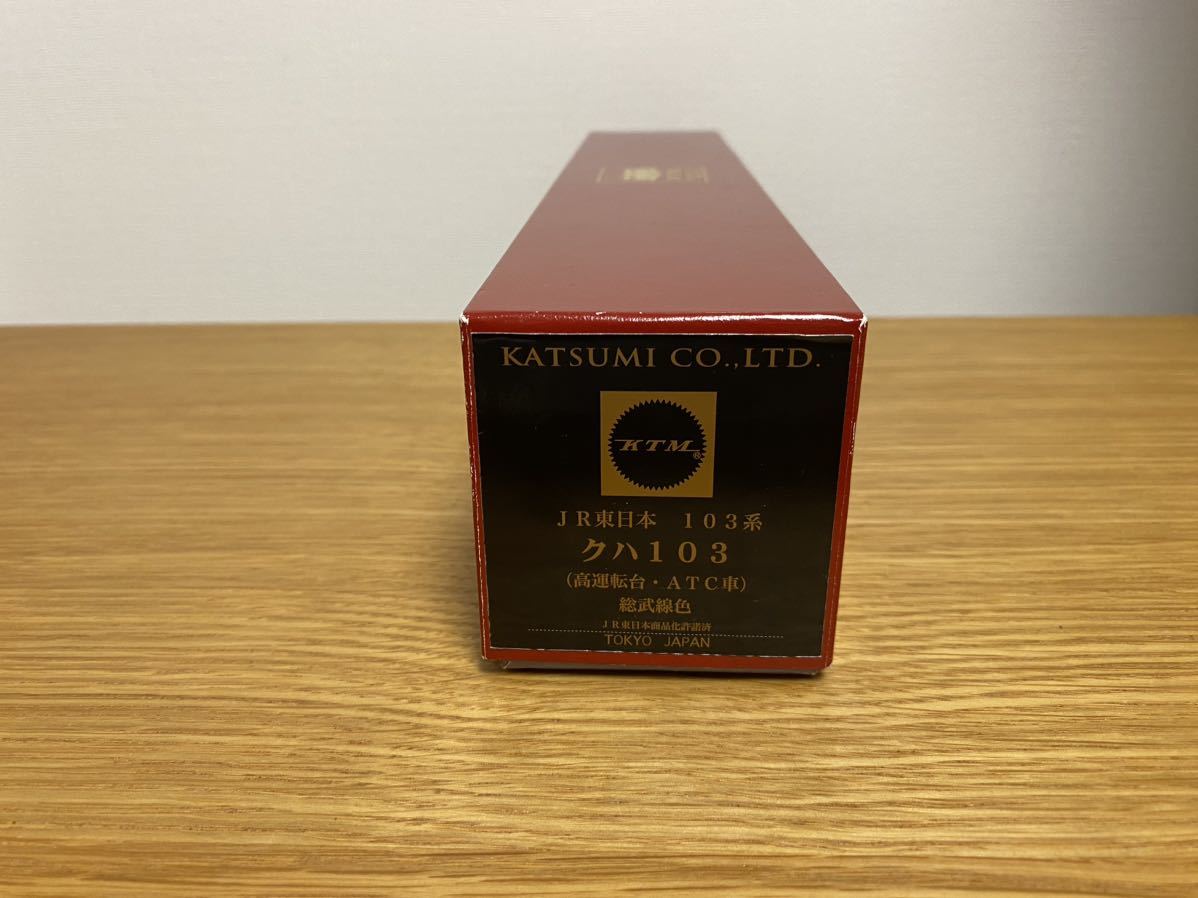 KATSUMI CO.,LTD.
KTM®
JR東日本 103系
クハ103
(高運転台・ATC車)
総武線色
JR東日本商品化許諾済
TOKYO JAPAN